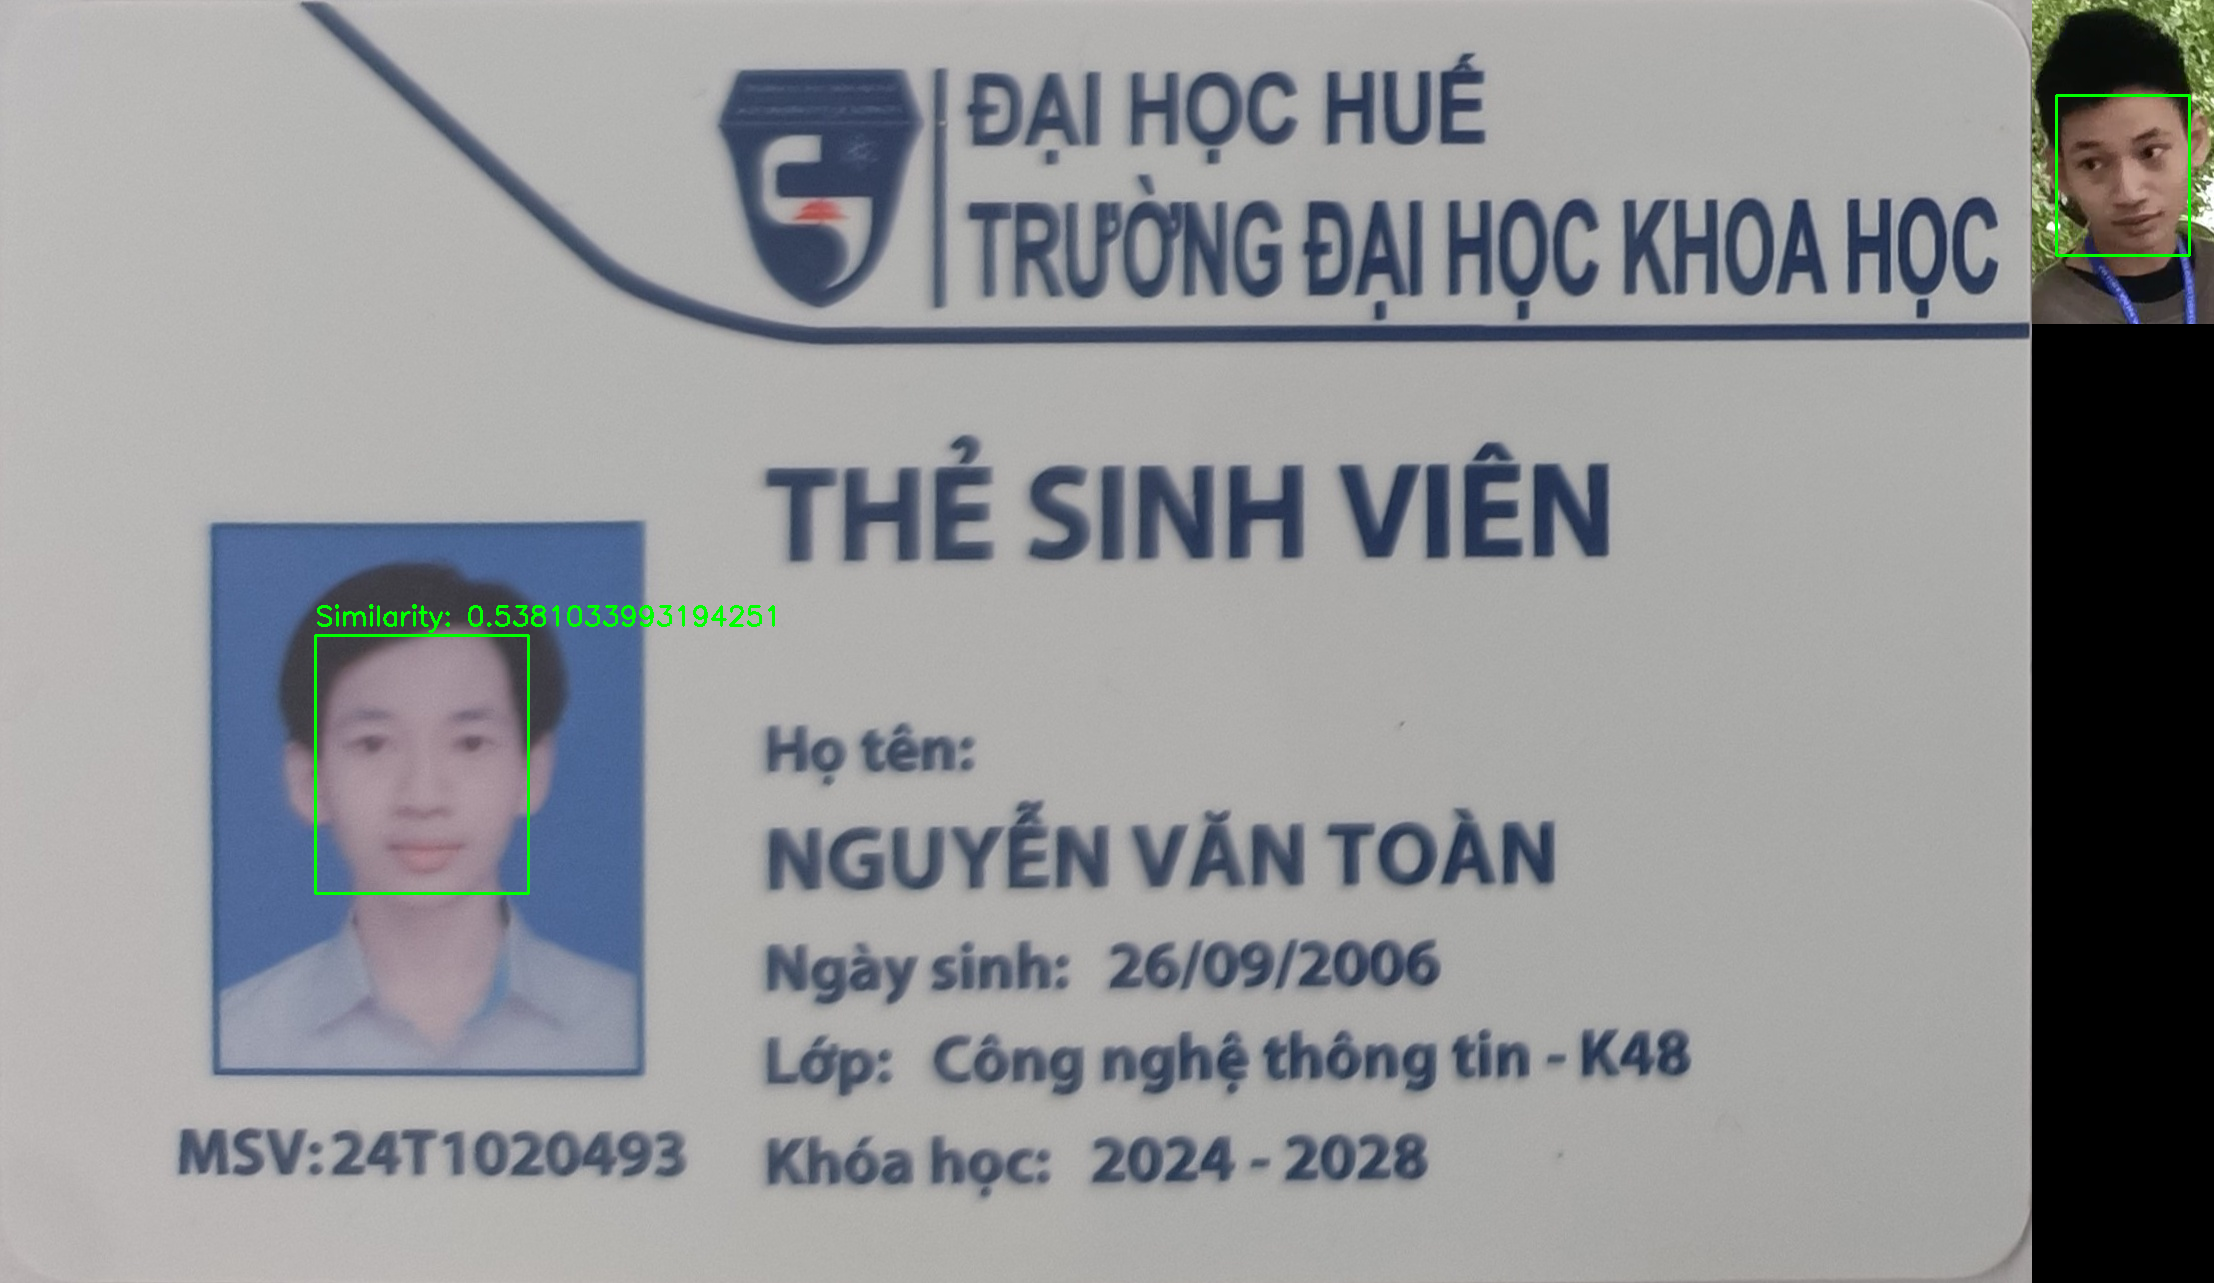 ĐẠI HỌC HUẾ
TRƯỜNG ĐẠI HỌC KHOA HỌC
THẺ SINH VIÊN
Similarity: 0.5381033993194251
Họ tên:
NGUYỄN VĂN TOÀN
Ngày sinh: 26/09/2006
Lớp: Công nghệ thông tin - K48
MSV:24T1020493
Khóa học: 2024 - 2028